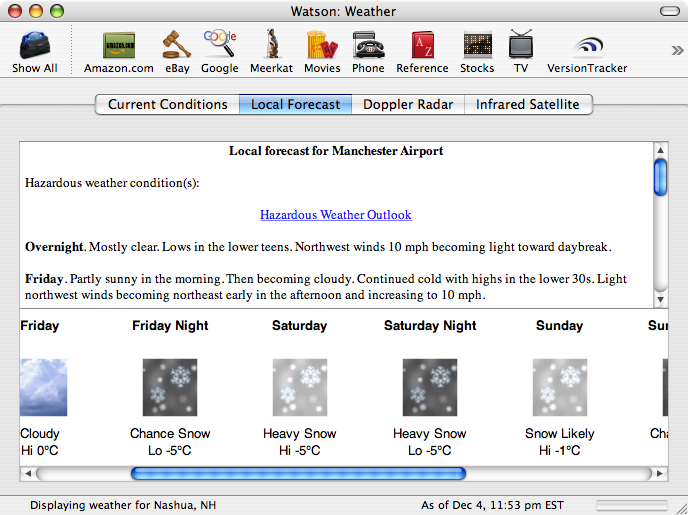 Watson: Weather
Show All Amazon.com eBay Google Meerkat Movies Phone Reference Stocks TV VersionTracker
Current Conditions Local Forecast Doppler Radar Infrared Satellite
Local forecast for Manchester Airport
Hazardous weather condition(s):
Hazardous Weather Outlook
Overnight. Mostly clear. Lows in the lower teens. Northwest winds 10 mph becoming light toward daybreak.
Friday. Partly sunny in the morning. Then becoming cloudy. Continued cold with highs in the lower 30s. Light
northwest winds becoming northeast early in the afternoon and increasing to 10 mph.
Friday Friday Night Saturday Saturday Night Sunday Sun
Cloudy Chance Snow Heavy Snow Heavy Snow Snow Likely Cha
Hi 0°C Lo -5°C Hi -5°C Lo -5°C Hi -1°C
Displaying weather for Nashua, NH As of Dec 4, 11:53 pm EST